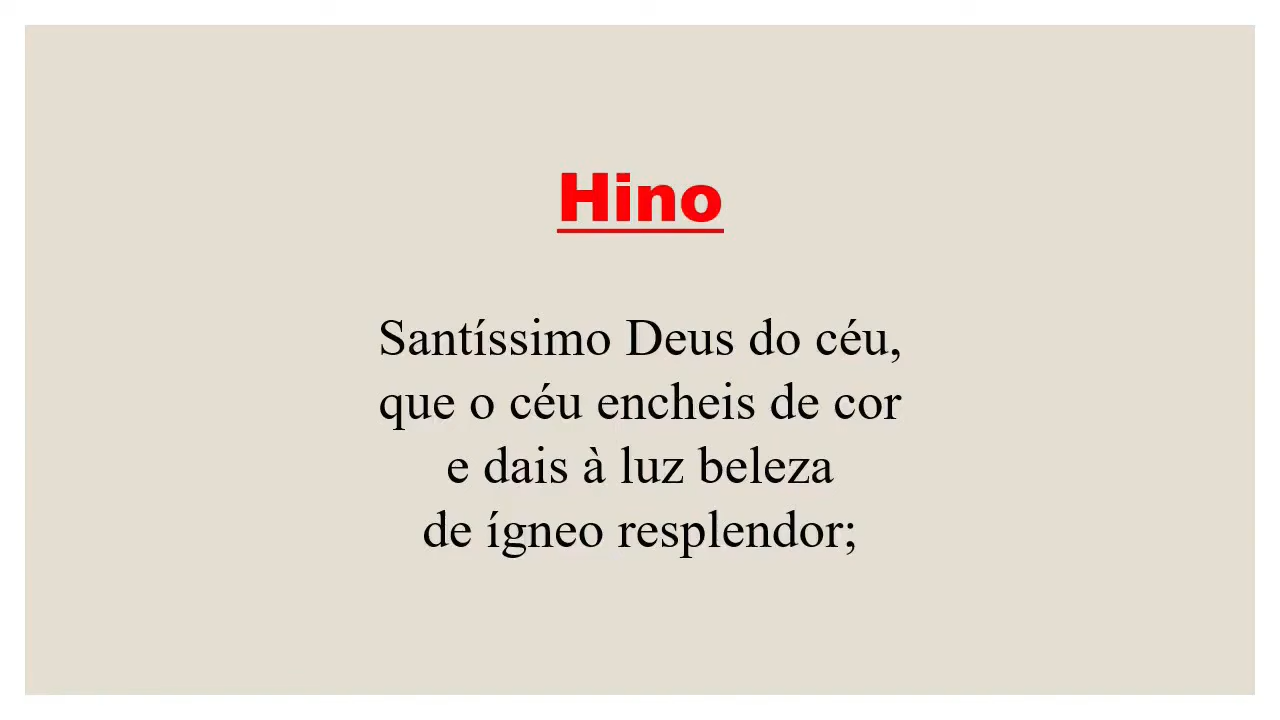 Hino
Santíssimo Deus do céu,
que o céu encheis de cor
e dais à luz beleza
de ígneo resplendor;